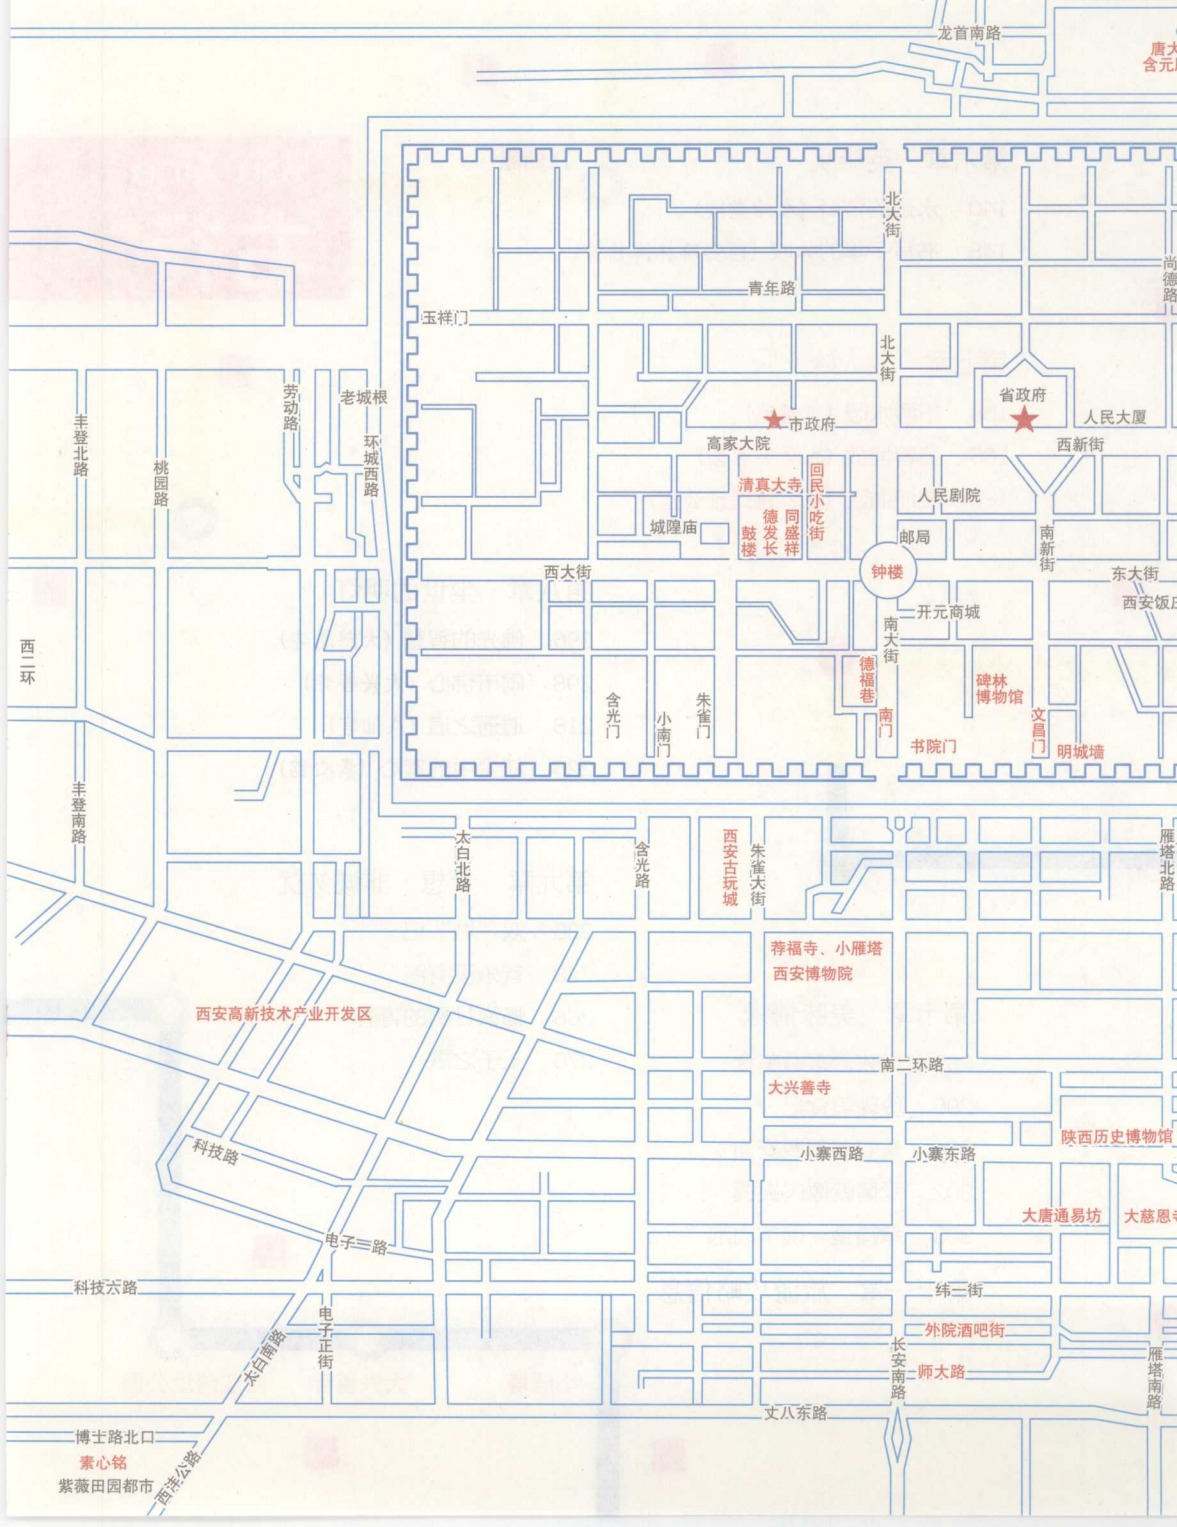 龙首南路
唐大
含元
北大街
尚德路
青年路
玉祥门
北大街
劳动路
老城根
省政府
市政府
人民大厦
丰登北路
环城西路
高家大院
西新街
桃园路
清真大寺
回民小吃街
人民剧院
城隍庙
鼓楼
德发长
同盛祥
邮局
南新街
西大街
钟楼
东大街
西安饭庄
开元商城
南大街
西二环
德福巷
碑林
博物馆
含光门
小南门
朱雀门
南门
文昌门
书院门
明城墙
丰登南路
太白北路
含光路
西安古玩城
朱雀大街
雁塔北路
荐福寺、小雁塔
西安博物院
西安高新技术产业开发区
南二环路
大兴善寺
陕西历史博物馆
科技路
小寨西路
小寨东路
大唐通易坊
大慈恩寺
电子一路
科技六路
纬一街
电子正街
外院酒吧街
太白南路
长安南路
师大路
雁塔南路
丈八东路
博士路北口
素心铭
紫薇田园都市
西沣公路